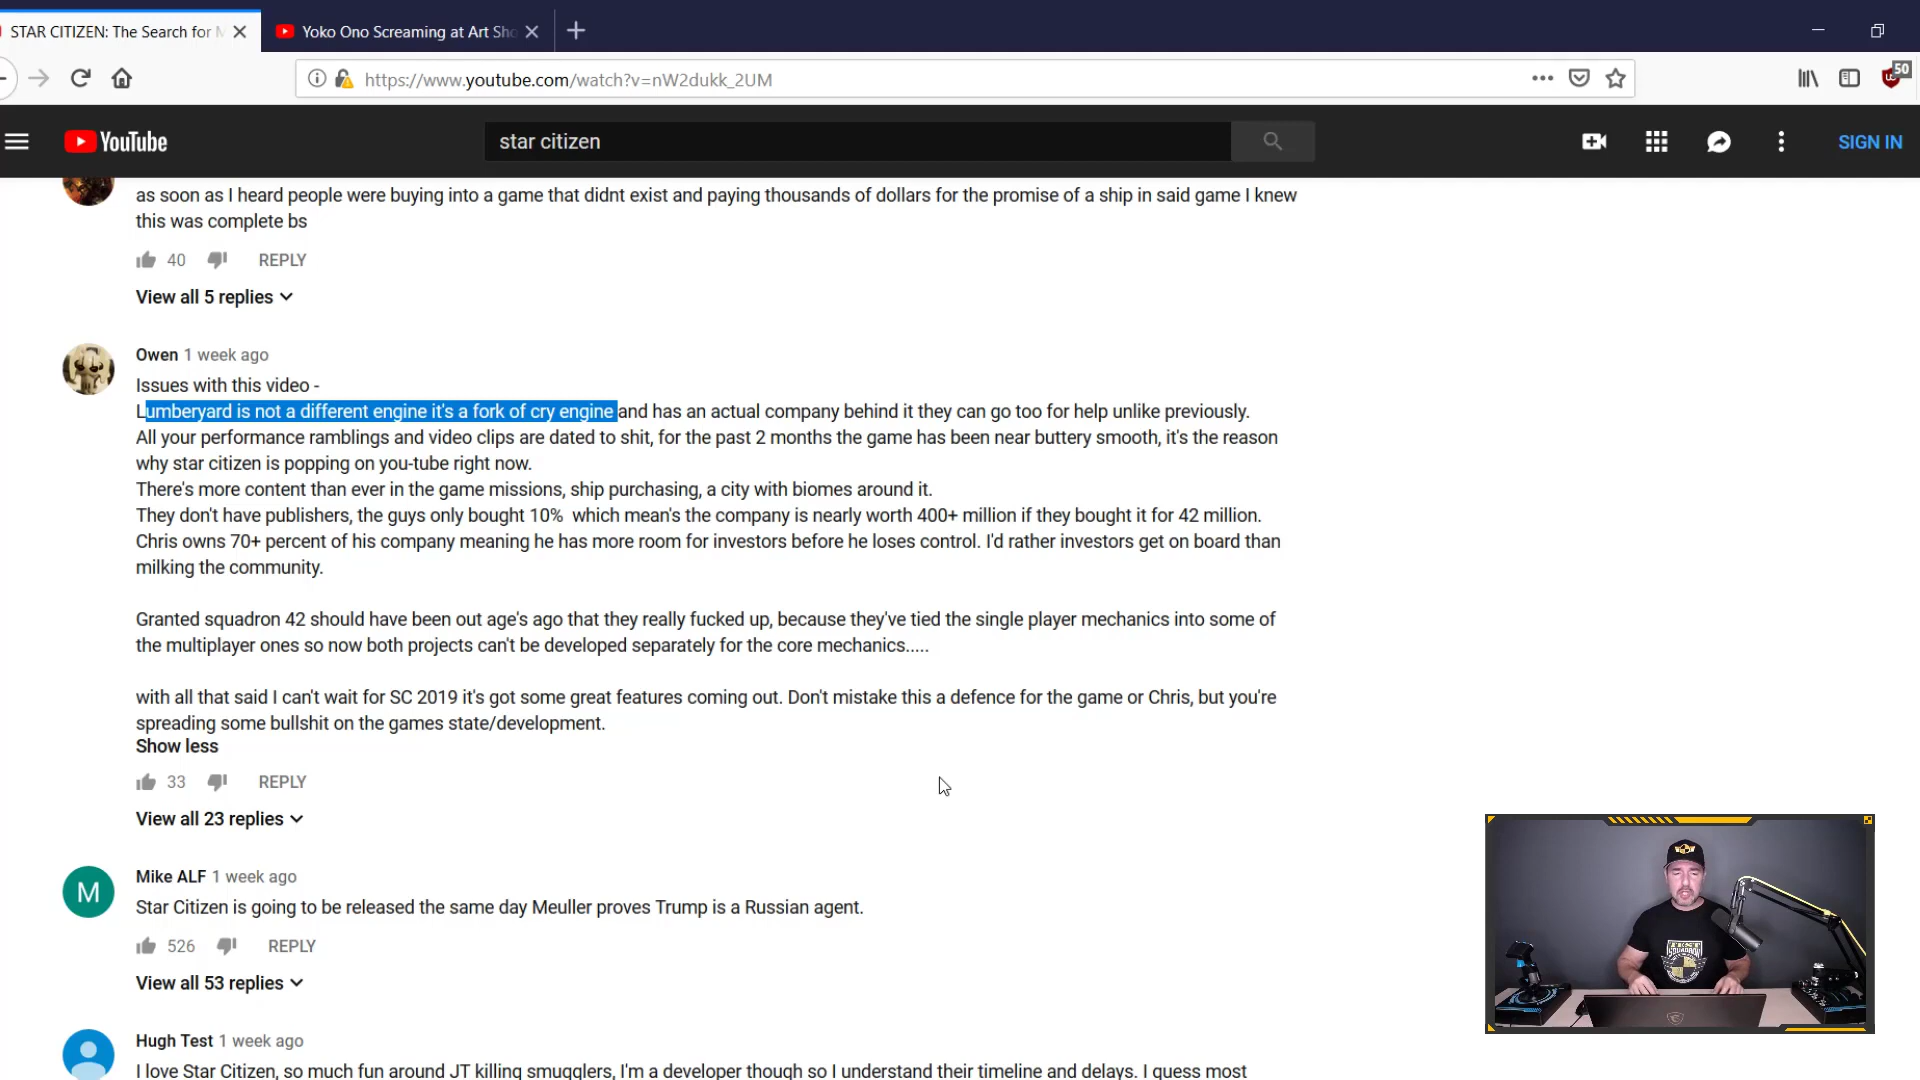 STAR CITIZEN: The Search for M
Yoko Ono Screaming at Art Sho
https://www.youtube.com/watch?v=nW2dukk_2UM
50
YouTube
star citizen
SIGN IN
as soon as I heard people were buying into a game that didnt exist and paying thousands of dollars for the promise of a ship in said game I knew
this was complete bs
40 REPLY
View all 5 replies
Owen 1 week ago
Issues with this video -
Lumberyard is not a different engine it's a fork of cry engine and has an actual company behind it they can go too for help unlike previously.
All your performance ramblings and video clips are dated to shit, for the past 2 months the game has been near buttery smooth, it's the reason
why star citizen is popping on you-tube right now.
There's more content than ever in the game missions, ship purchasing, a city with biomes around it.
They don't have publishers, the guys only bought 10% which mean's the company is nearly worth 400+ million if they bought it for 42 million.
Chris owns 70+ percent of his company meaning he has more room for investors before he loses control. I'd rather investors get on board than
milking the community.
Granted squadron 42 should have been out age's ago that they really fucked up, because they've tied the single player mechanics into some of
the multiplayer ones so now both projects can't be developed separately for the core mechanics.....
with all that said I can't wait for SC 2019 it's got some great features coming out. Don't mistake this a defence for the game or Chris, but you're
spreading some bullshit on the games state/development.
Show less
33 REPLY
View all 23 replies
M
Mike ALF 1 week ago
Star Citizen is going to be released the same day Meuller proves Trump is a Russian agent.
526 REPLY
View all 53 replies
Hugh Test 1 week ago
I love Star Citizen, so much fun around JT killing smugglers, I'm a developer though so I understand their timeline and delays. I guess most